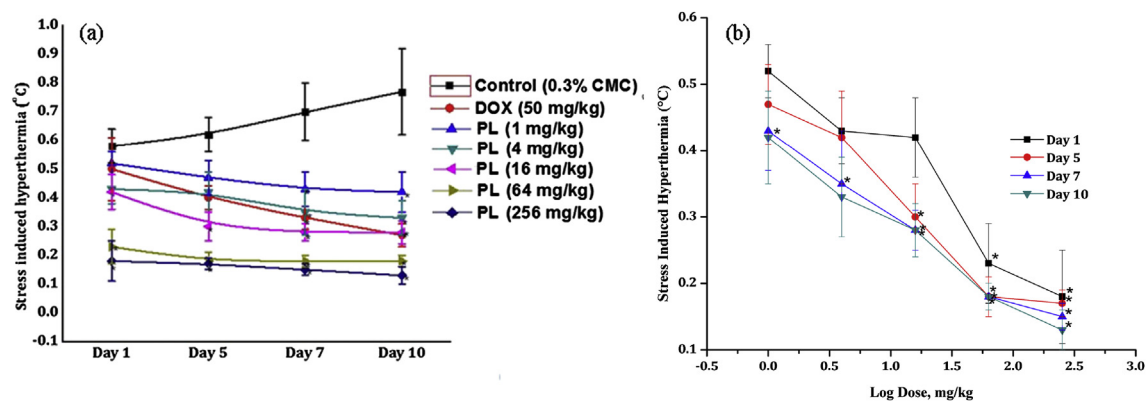 (a)
Stress induced hyperthermia (°C)
1.0
0.9
0.8
0.7
0.6
0.5
0.4
0.3
0.2
0.1
0.0
-0.1
Day 1
Day 5
Day 7
Day 10
Control (0.3% CMC)
DOX (50 mg/kg)
PL (1 mg/kg)
PL (4 mg/kg)
PL (16 mg/kg)
PL (64 mg/kg)
PL (256 mg/kg)
(b)
Stress Induced Hyperthermia (°C)
0.6
0.5
0.4
0.3
0.2
0.1
-0.5
0.0
0.5
1.0
1.5
2.0
2.5
3.0
Log Dose, mg/kg
Day 1
Day 5
Day 7
Day 10